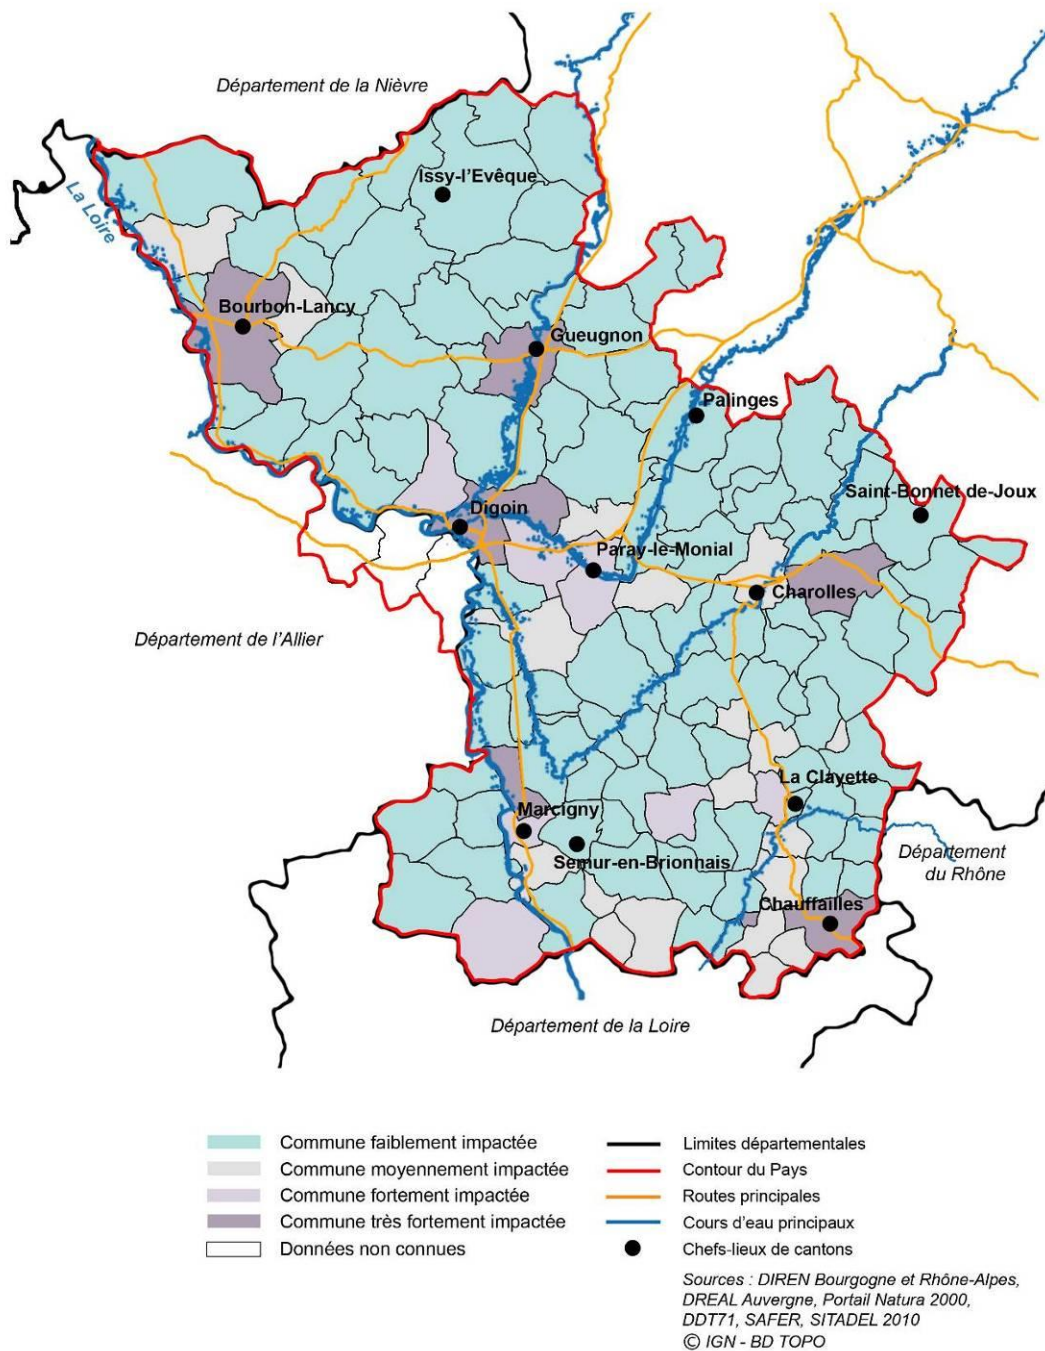 Département de la Nièvre
Issy-l'Evêque
La Loire
Bourbon-Lancy
Gueugnon
Palinges
Saint-Bonnet de-Joux
Digoin
Paray-le-Monial
Charolles
Département de l'Allier
La Clayette
Marcigny
Semur-en-Brionnais
Département
du Rhône
Chauffailles
Département de la Loire
Commune faiblement impactée
Commune moyennement impactée
Commune fortement impactée
Commune très fortement impactée
Données non connues
Limites départementales
Contour du Pays
Routes principales
Cours d'eau principaux
Chefs-lieux de cantons
Sources : DIREN Bourgogne et Rhône-Alpes,
DREAL Auvergne, Portail Natura 2000,
DDT71, SAFER, SITADEL 2010
© IGN - BD TOPO